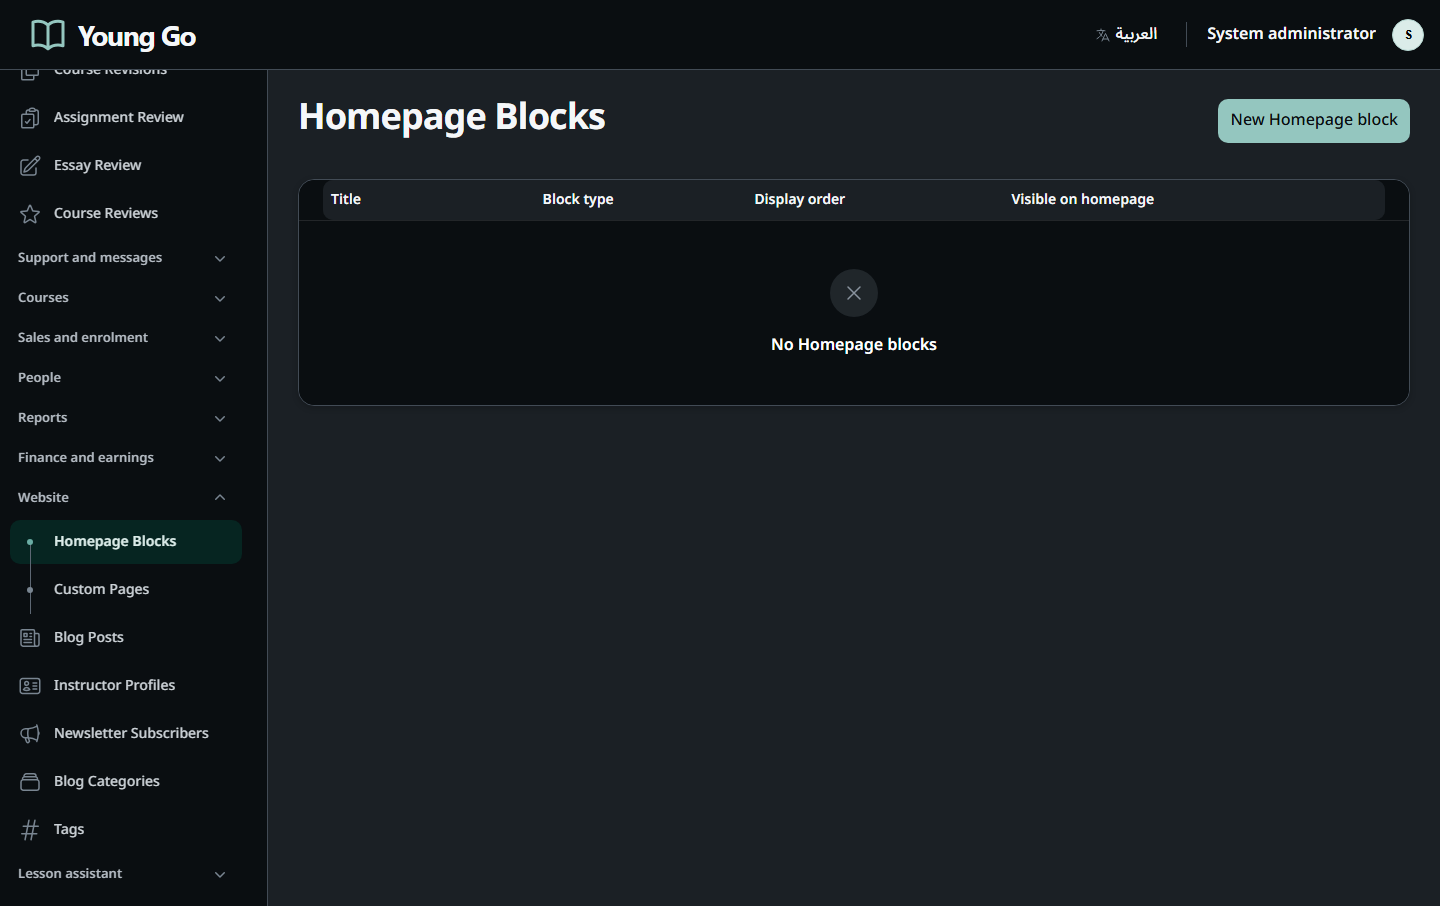 Young Go
العربية
System administrator
S
Course Revisions
Assignment Review
Essay Review
Course Reviews
Support and messages
Courses
Sales and enrolment
People
Reports
Finance and earnings
Website
Homepage Blocks
Custom Pages
Blog Posts
Instructor Profiles
Newsletter Subscribers
Blog Categories
Tags
Lesson assistant
Homepage Blocks
New Homepage block
Title Block type Display order Visible on homepage
No Homepage blocks